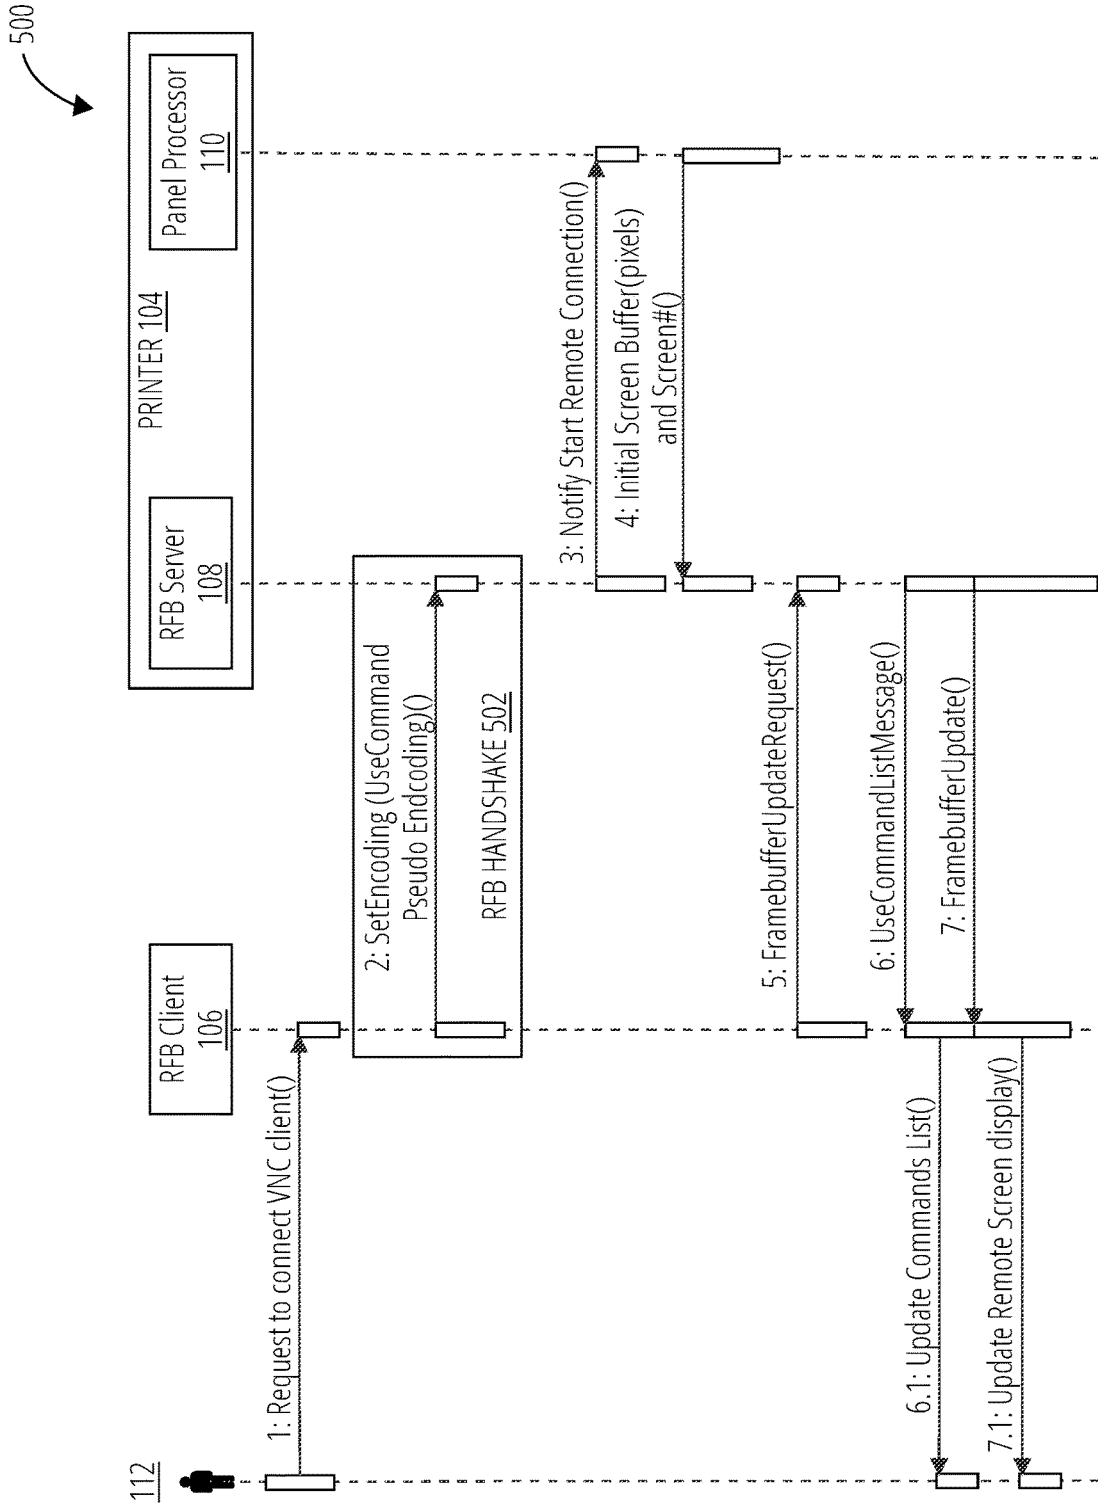 500
112
RFB Client
106
PRINTER 104
RFB Server
108
Panel Processor
110
1: Request to connect VNC client()
2: SetEncoding (UseCommand
Pseudo Endcoding)()
RFB HANDSHAKE 502
3: Notify Start Remote Connection()
4: Initial Screen Buffer(pixels)
and Screen#()
5: FramebufferUpdateRequest()
6: UseCommandListMessage()
6.1: Update Commands List()
7: FramebufferUpdate()
7.1: Update Remote Screen display()